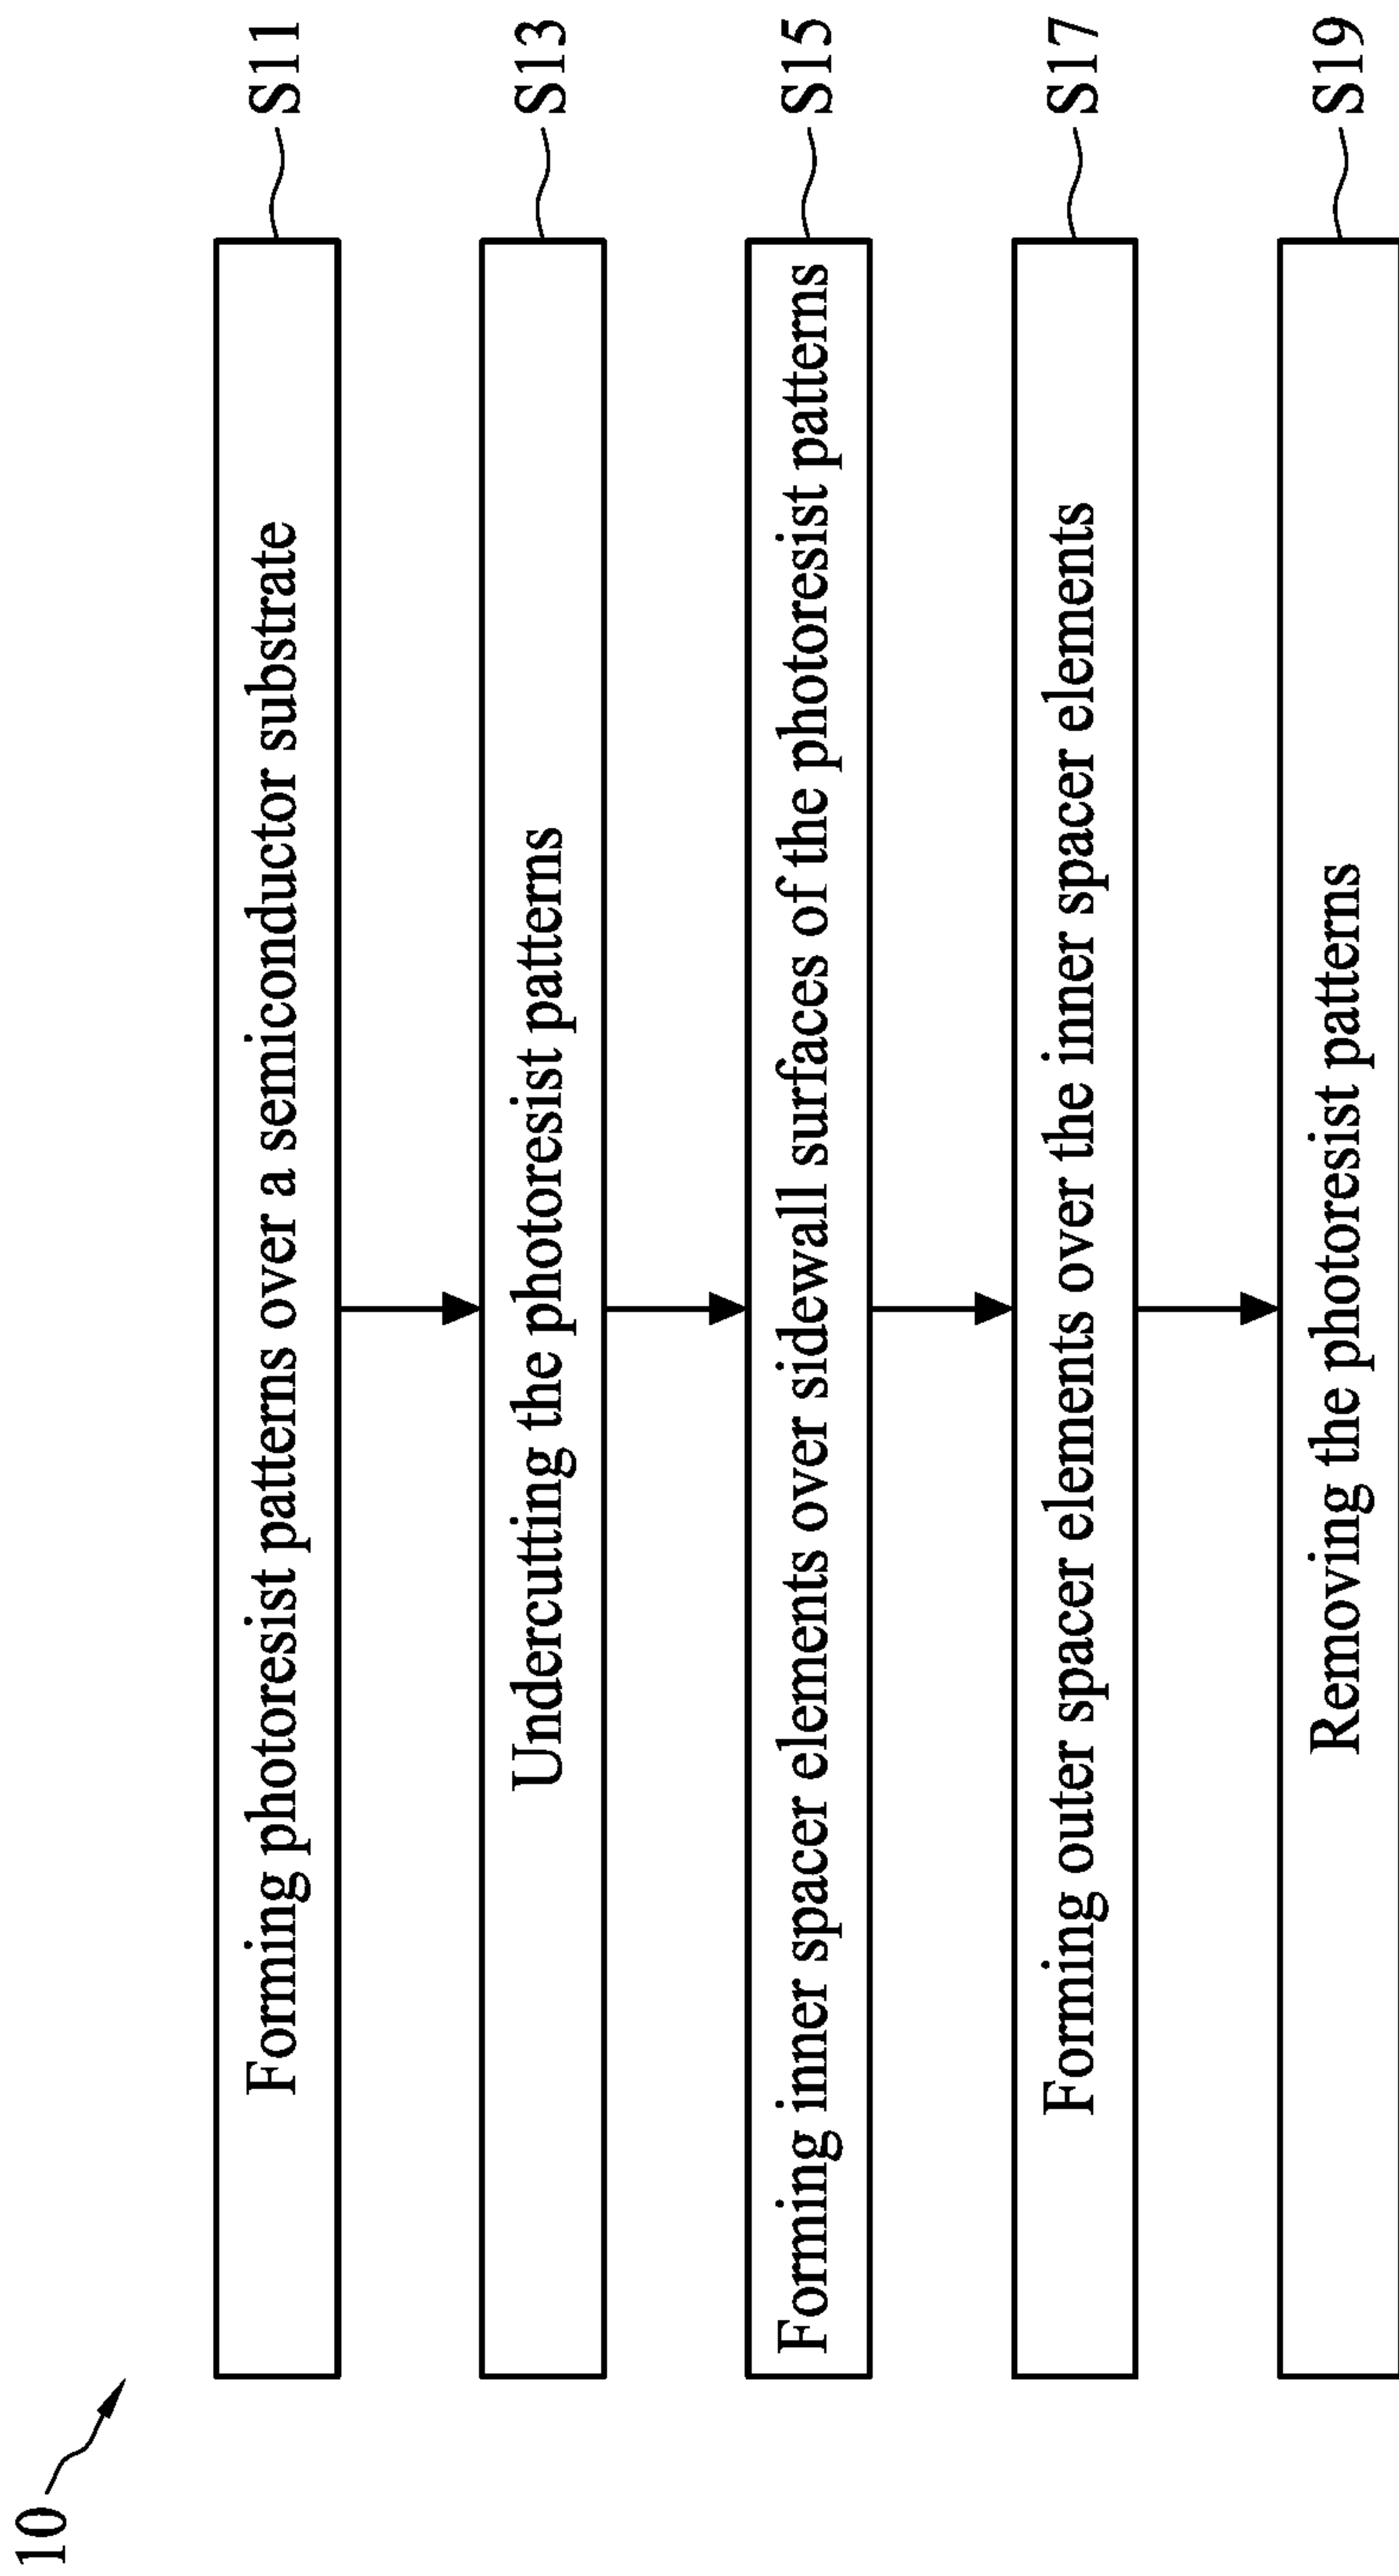 10
Forming photoresist patterns over a semiconductor substrate
S11
Undercutting the photoresist patterns
S13
Forming inner spacer elements over sidewall surfaces of the photoresist patterns
S15
Forming outer spacer elements over the inner spacer elements
S17
Removing the photoresist patterns
S19